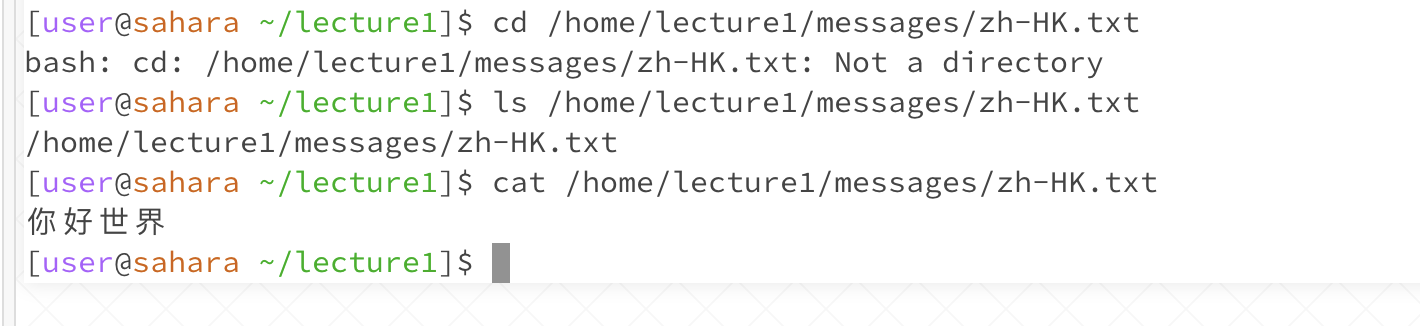 [user@sahara ~/lecture1]$ cd /home/lecture1/messages/zh-HK.txt
bash: cd: /home/lecture1/messages/zh-HK.txt: Not a directory
[user@sahara ~/lecture1]$ ls /home/lecture1/messages/zh-HK.txt
/home/lecture1/messages/zh-HK.txt
[user@sahara ~/lecture1]$ cat /home/lecture1/messages/zh-HK.txt
你好世界
[user@sahara ~/lecture1]$